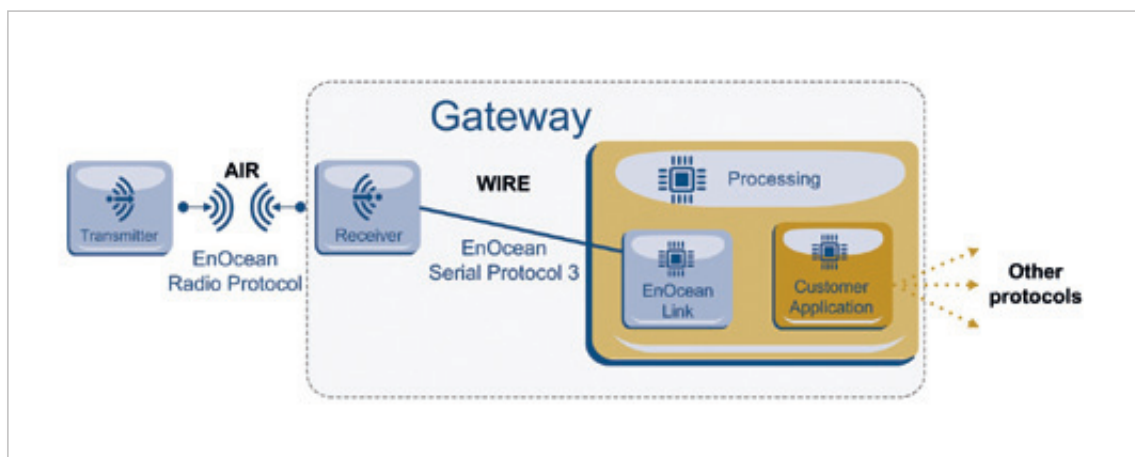 Gateway
AIR
WIRE
Processing
Transmitter
Receiver
EnOcean
Radio Protocol
EnOcean
Serial Protocol 3
EnOcean
Link
Customer
Application
Other
protocols